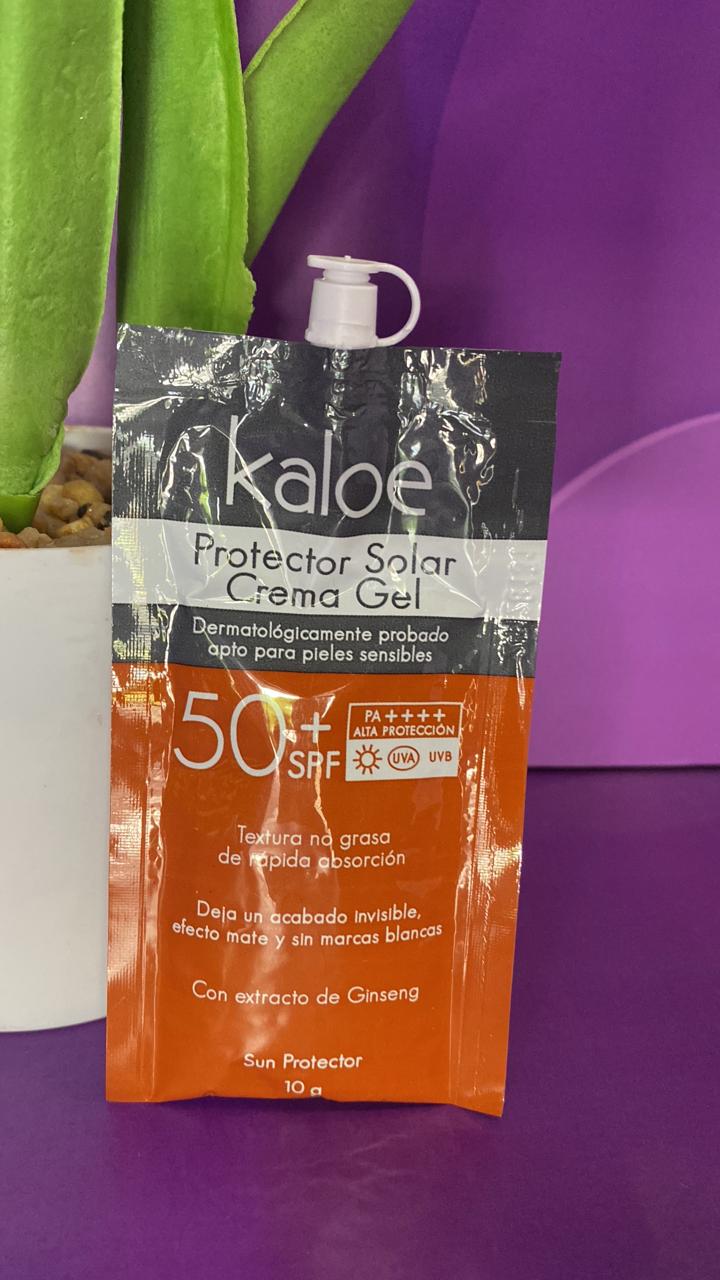 kaloe
Protector Solar
Crema Gel
Dermatológicamente probado
apto para pieles sensibles
50+
SPF
PA++++
ALTA PROTECCIÓN
UVA UVB
Textura no grasa
de rápida absorción
Deja un acabado invisible,
efecto mate y sin marcas blancas
Con extracto de Ginseng
Sun Protector
10 g